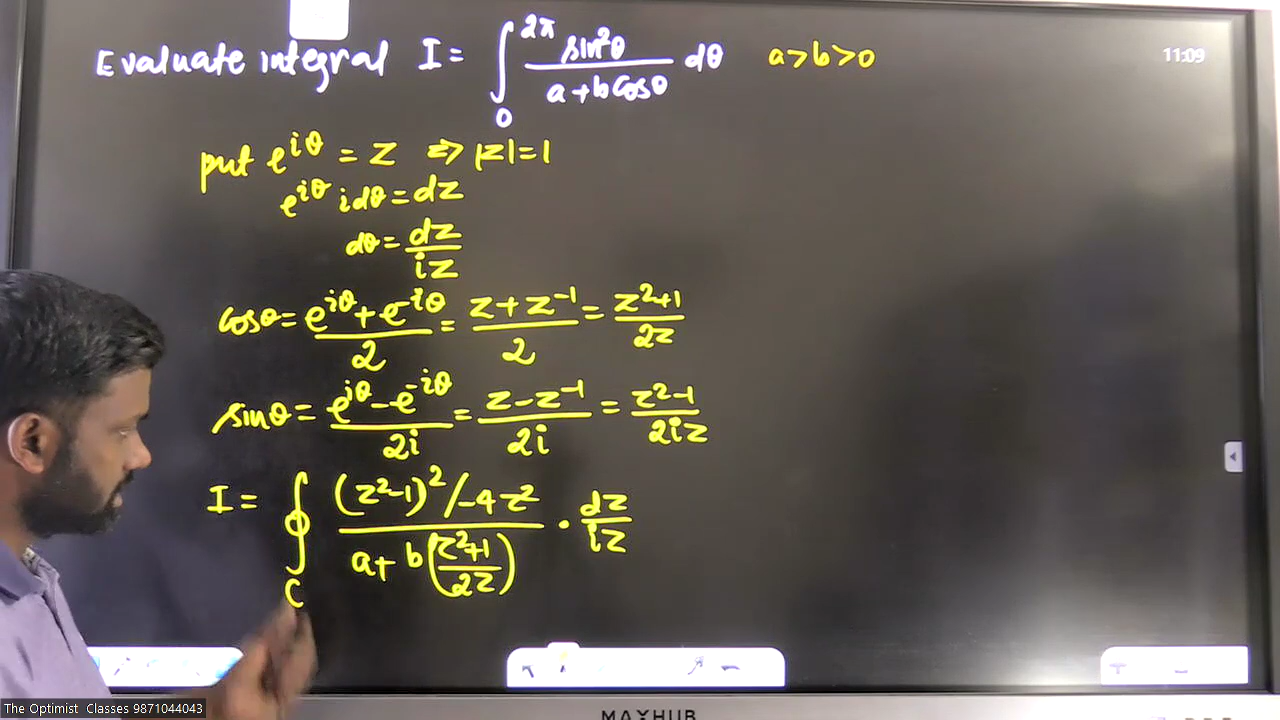 Evaluate integral I = ∫₀^{2π} sin²θ / (a+bcosθ) dθ a>b>0
11:09
put e^{iθ} = z ⇒ |z|=1
e^{iθ} i dθ = dz
dθ = dz / iz
cosθ = (e^{iθ} + e^{-iθ}) / 2 = (z + z^{-1}) / 2 = (z²+1) / 2z
sinθ = (e^{iθ} - e^{-iθ}) / 2i = (z - z^{-1}) / 2i = (z²-1) / 2iz
I = ∮_C ((z²-1)² / -4z²) / (a + b((z²+1) / 2z)) · dz / iz
The Optimist Classes 9871044043
MAXHUB